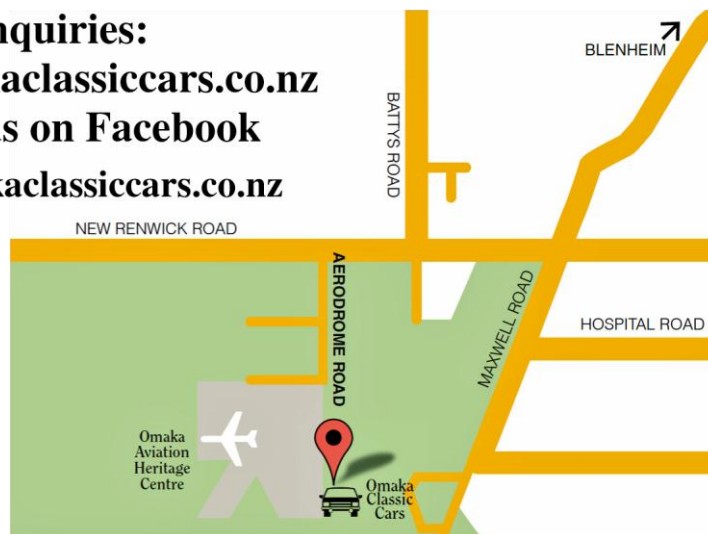 nquiries:
aclassiccars.co.nz
us on Facebook
kaclassiccars.co.nz
BLENHEIM
BATTYS ROAD
NEW RENWICK ROAD
AERODROME ROAD
MAXWELL ROAD
HOSPITAL ROAD
Omaka
Aviation
Heritage
Centre
Omaka
Classic
Cars